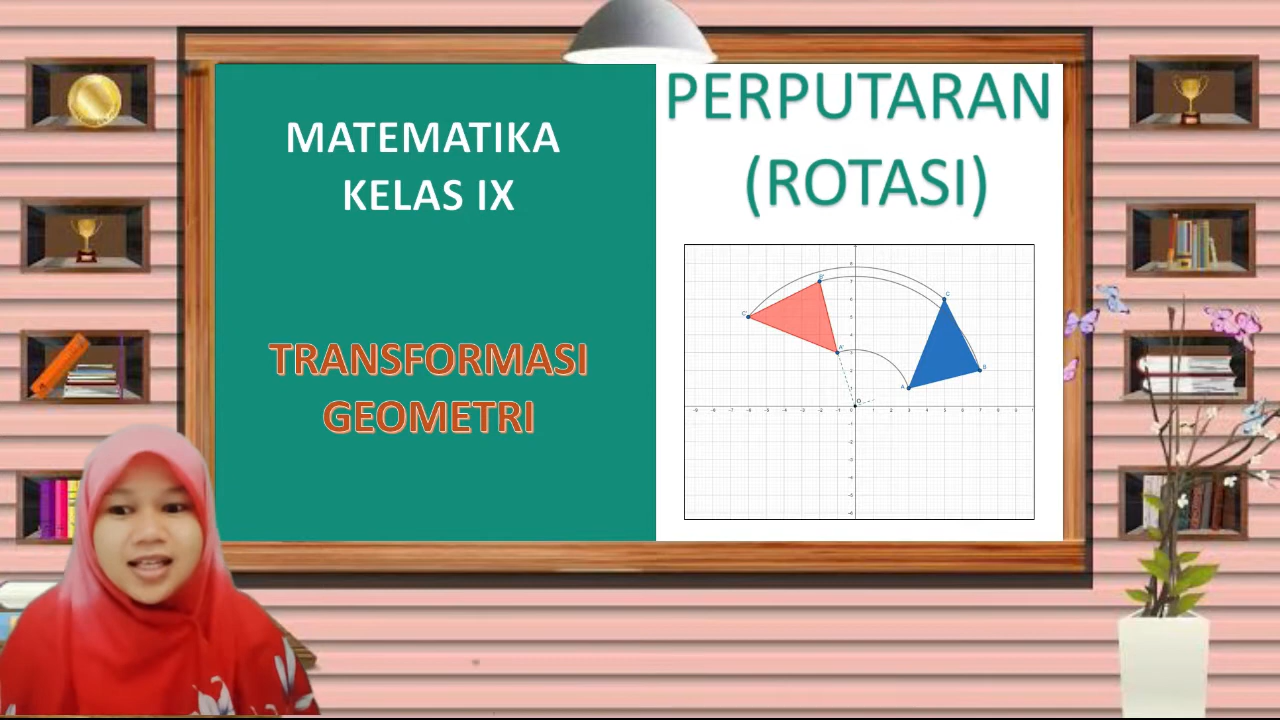 MATEMATIKA
KELAS IX
TRANSFORMASI
GEOMETRI
PERPUTARAN
(ROTASI)